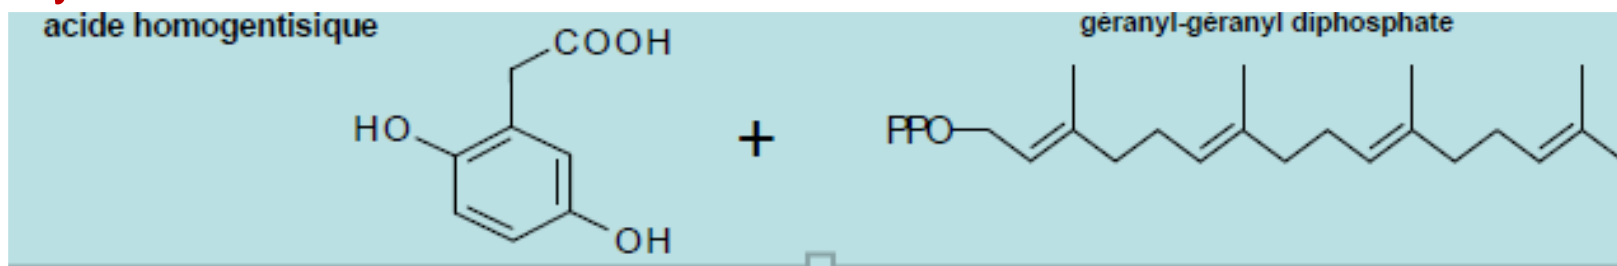 acide homogentisique
géranyl-géranyl diphosphate
COOH
HO
+
PPO
OH